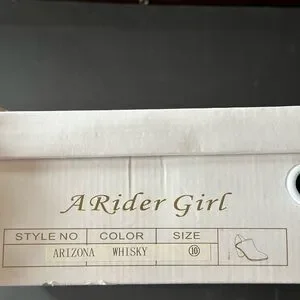 ARider Girl
STYLE NO COLOR SIZE
ARIZONA WHISKY ⑩